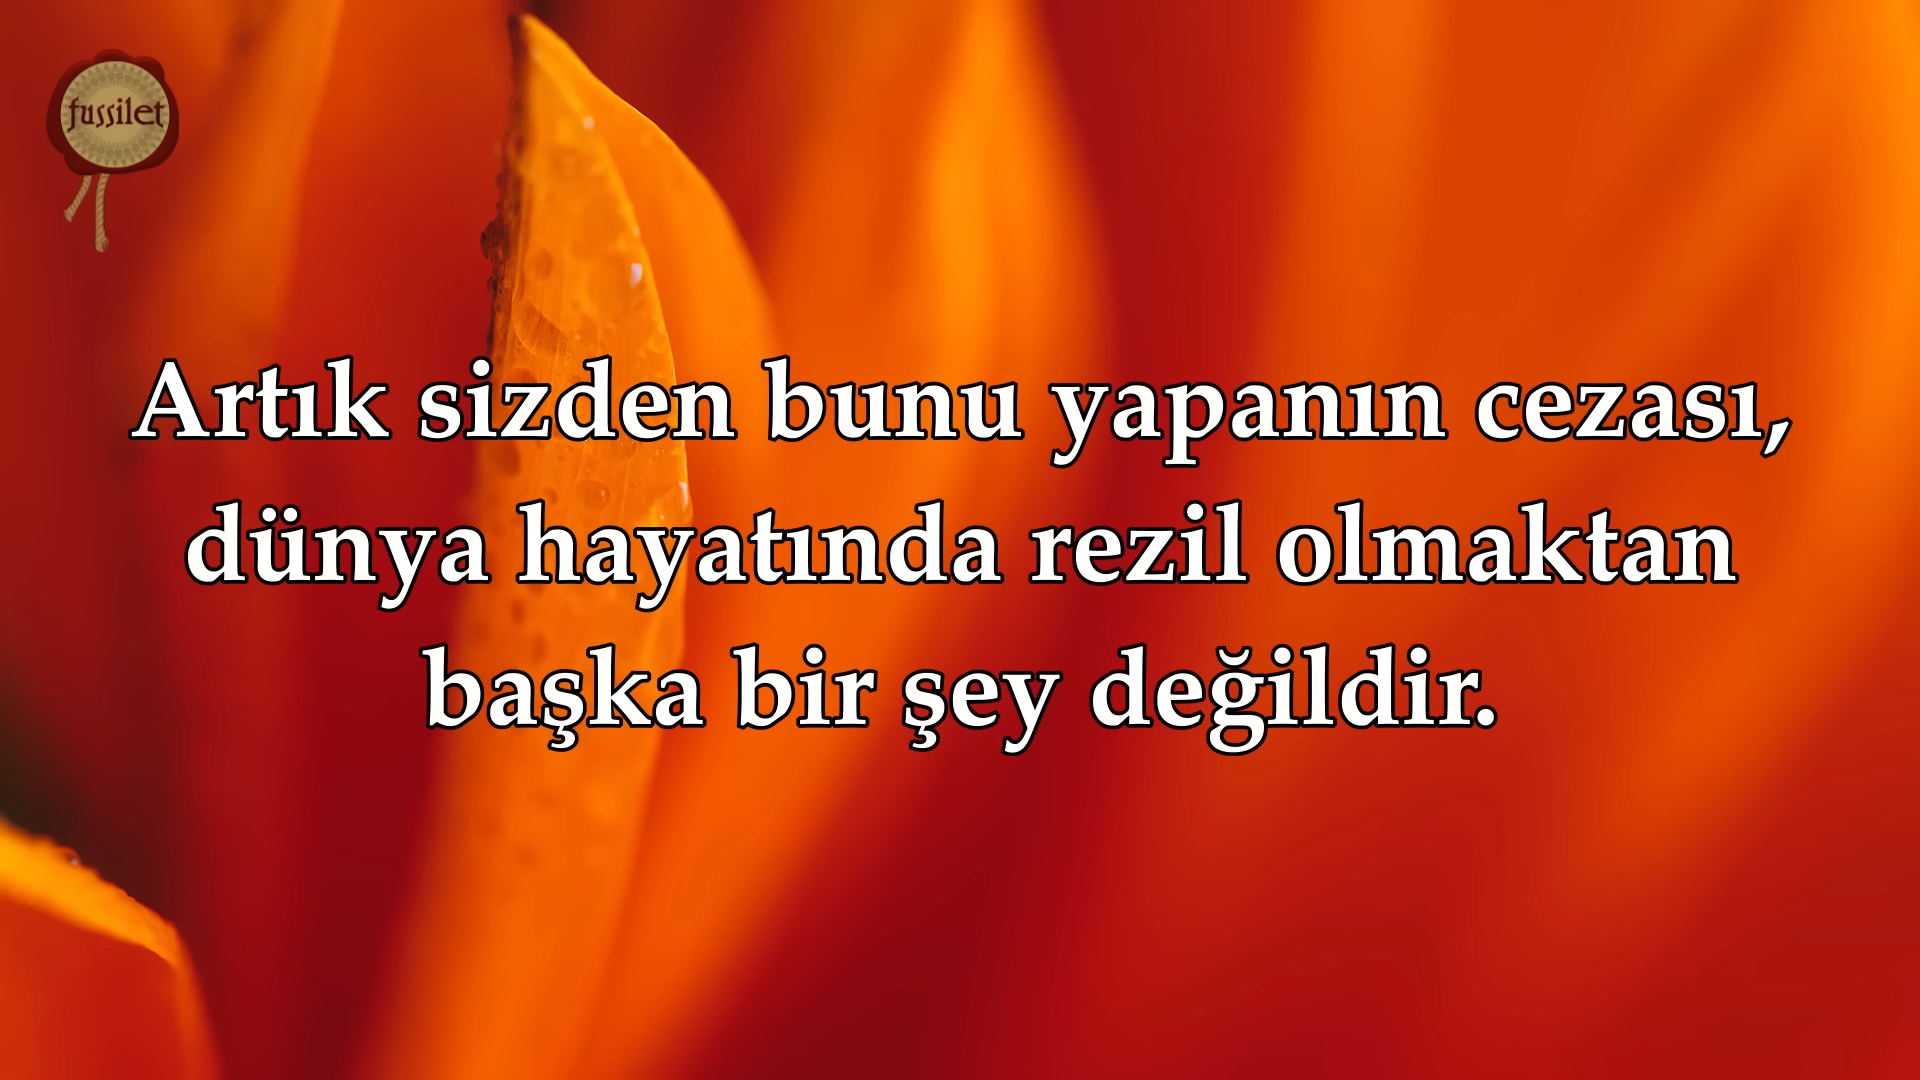 fussilet
Artık sizden bunu yapanın cezası,
dünya hayatında rezil olmaktan
başka bir şey değildir.